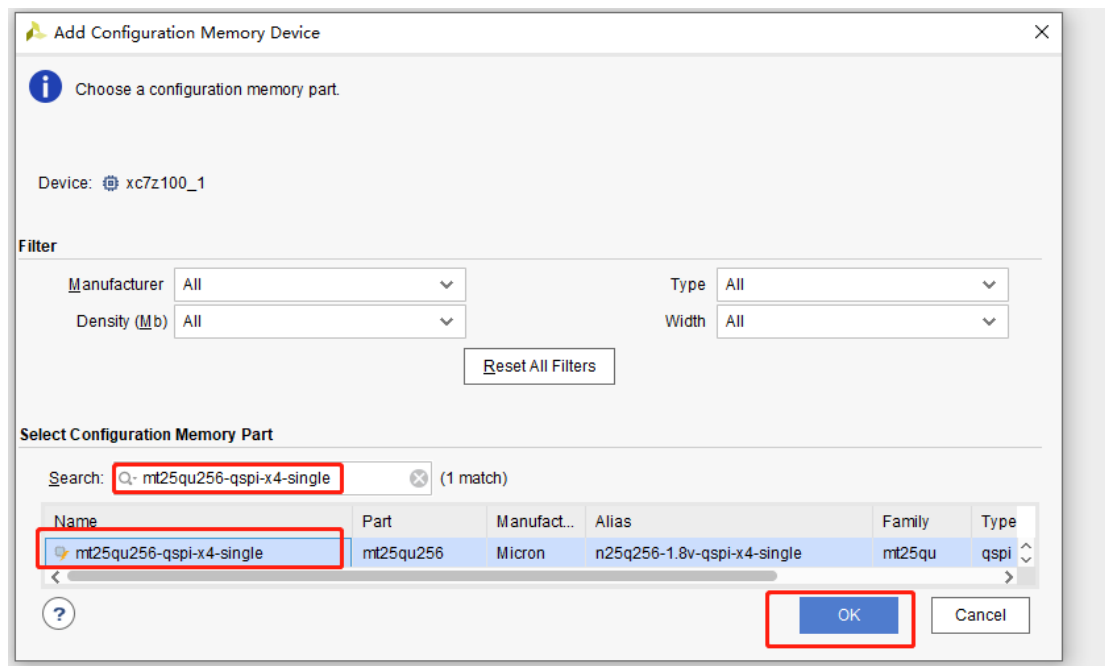 Add Configuration Memory Device
Choose a configuration memory part.
Device: xc7z100_1
Filter
Manufacturer All Type All
Density (Mb) All Width All
Reset All Filters
Select Configuration Memory Part
Search: mt25qu256-qspi-x4-single (1 match)
Name Part Manufact... Alias Family Type
mt25qu256-qspi-x4-single mt25qu256 Micron n25q256-1.8v-qspi-x4-single mt25qu qspi
? OK Cancel